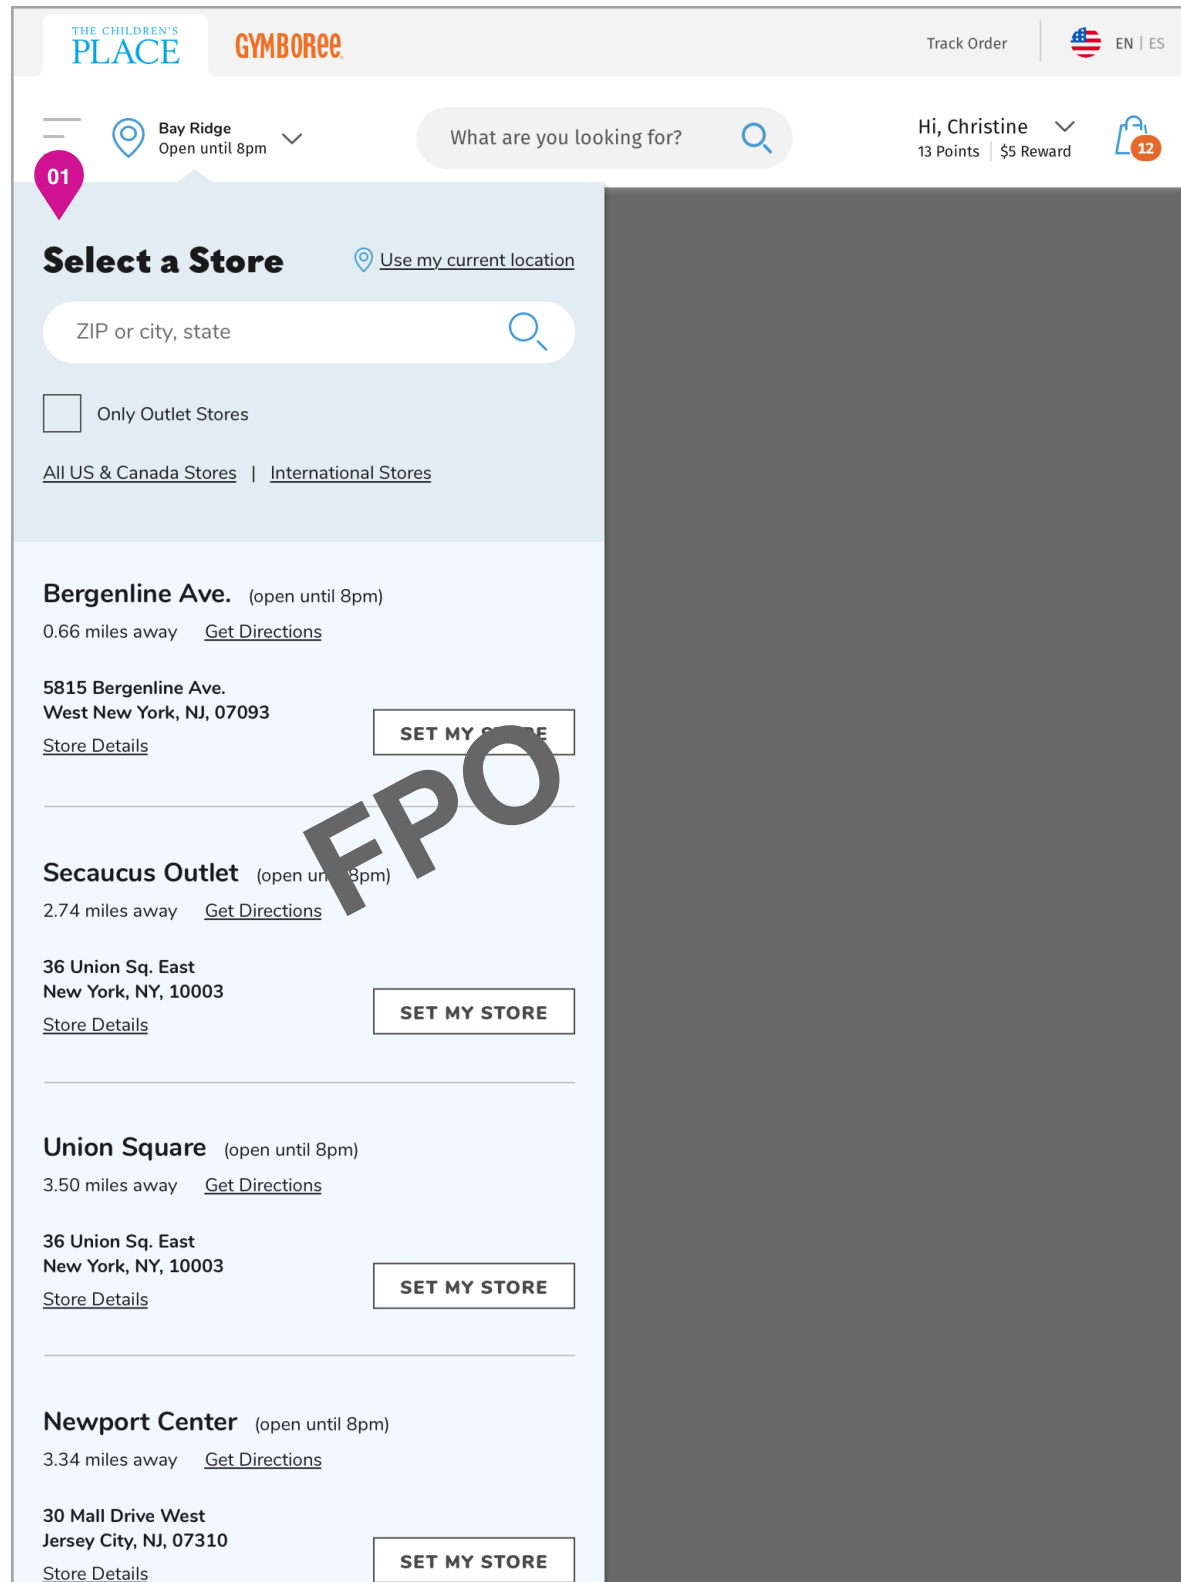 THE CHILDREN'S
PLACE
GYMBOREE
Track Order
EN | ES
Bay Ridge
Open until 8pm
What are you looking for?
Hi, Christine
13 Points | $5 Reward
12
01
Select a Store
Use my current location
ZIP or city, state
Only Outlet Stores
All US & Canada Stores | International Stores
Bergenline Ave. (open until 8pm)
0.66 miles away Get Directions
5815 Bergenline Ave.
West New York, NJ, 07093
Store Details
SET MY STORE
FPO
Secaucus Outlet (open until 8pm)
2.74 miles away Get Directions
36 Union Sq. East
New York, NY, 10003
Store Details
SET MY STORE
Union Square (open until 8pm)
3.50 miles away Get Directions
36 Union Sq. East
New York, NY, 10003
Store Details
SET MY STORE
Newport Center (open until 8pm)
3.34 miles away Get Directions
30 Mall Drive West
Jersey City, NJ, 07310
Store Details
SET MY STORE